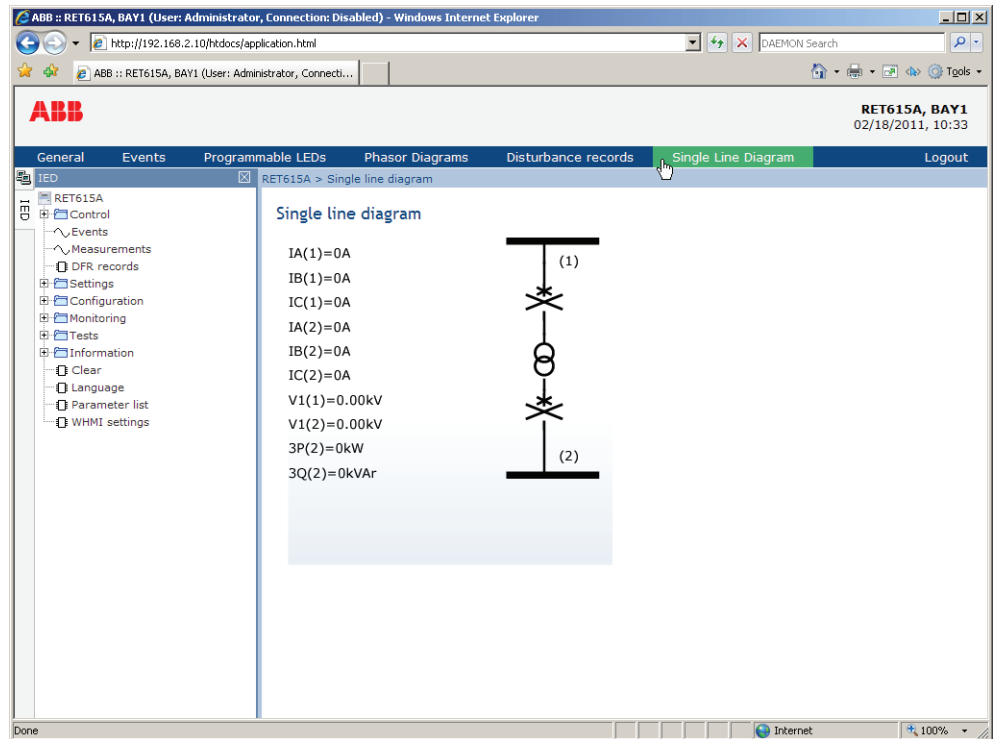 ABB :: RET615A, BAY1 (User: Administrator, Connection: Disabled) - Windows Internet Explorer
http://192.168.2.10/htdocs/application.html
DAEMON Search
ABB :: RET615A, BAY1 (User: Administrator, Connecti...
Tools
ABB
RET615A, BAY1
02/18/2011, 10:33
General Events Programmable LEDs Phasor Diagrams Disturbance records Single Line Diagram Logout
IED
IED
RET615A > Single line diagram
RET615A
Control
Events
Measurements
DFR records
Settings
Configuration
Monitoring
Tests
Information
Clear
Language
Parameter list
WHMI settings
Single line diagram
IA(1)=0A
IB(1)=0A
IC(1)=0A
IA(2)=0A
IB(2)=0A
IC(2)=0A
V1(1)=0.00kV
V1(2)=0.00kV
3P(2)=0kW
3Q(2)=0kVAr
(1)
(2)
Done
Internet
100%